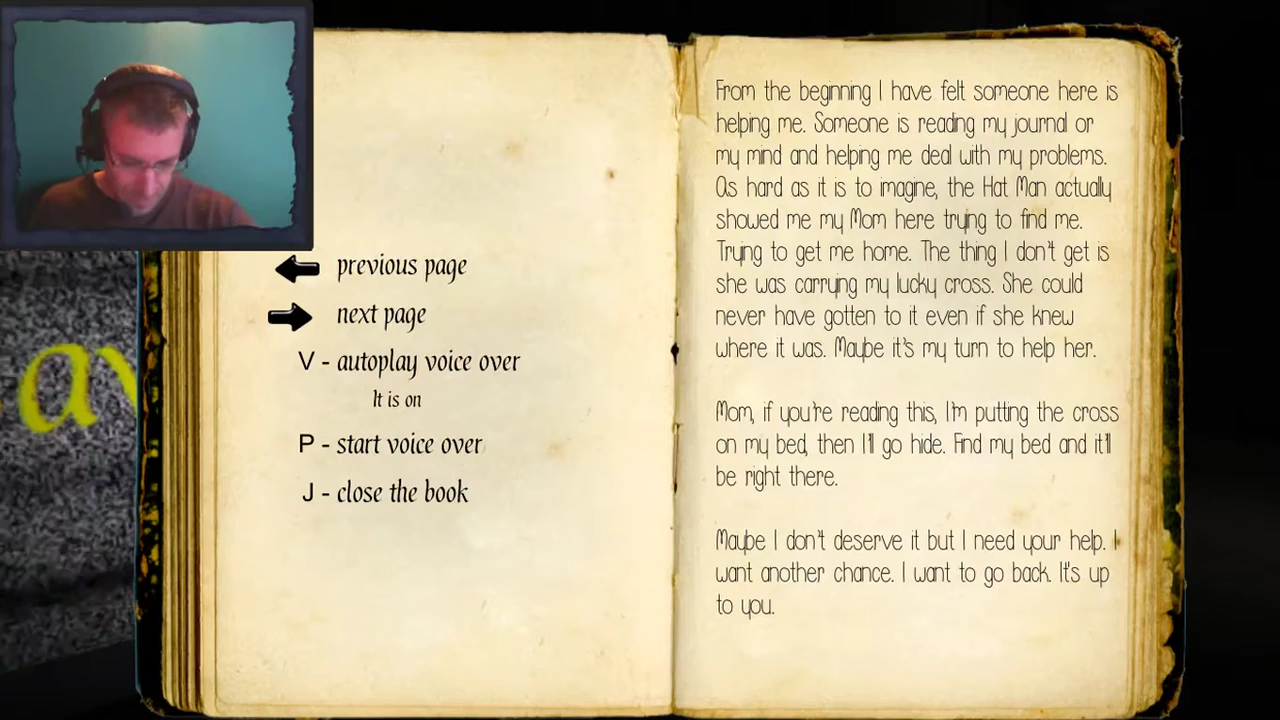 previous page
next page
V - autoplay voice over
It is on
P - start voice over
J - close the book
From the beginning I have felt someone here is
helping me. Someone is reading my journal or
my mind and helping me deal with my problems.
As hard as it is to imagine, the Hat Man actually
showed me my Mom here trying to find me.
Trying to get me home. The thing I don't get is
she was carrying my lucky cross. She could
never have gotten to it even if she knew
where it was. Maybe it's my turn to help her.
Mom, if you're reading this, I'm putting the cross
on my bed, then I'll go hide. Find my bed and it'll
be right there.
Maybe I don't deserve it but I need your help. I
want another chance. I want to go back. It's up
to you.